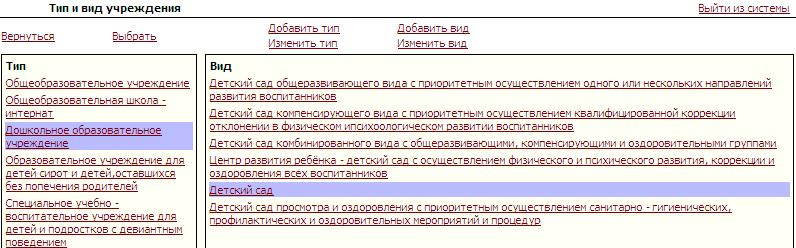 Тип и вид учреждения
Выйти из системы
Вернуться
Выбрать
Добавить тип
Изменить тип
Добавить вид
Изменить вид
Тип
Общеобразовательное учреждение
Общеобразовательная школа -
интернат
Дошкольное образовательное
учреждение
Образовательное учреждение для
детей сирот и детей,оставшихся
без попечения родителей
Специальное учебно -
воспитательное учреждение для
детей и подростков с девиантным
поведением
Вид
Детский сад общеразвивающего вида с приоритетным осуществлением одного или нескольких направлений
развития воспитанников
Детский сад компенсирующего вида с приоритетным осуществлением квалифицированной коррекции
отклонении в физическом ипсихоологическом развитии воспитанников
Детский сад комбинированного вида с общеразвивающими, компенсирующими и оздоровительными группами
Центр развития ребёнка - детский сад с осуществлением физического и психического развития, коррекции и
оздоровления всех воспитанников
Детский сад
Детский сад просмотра и оздоровления с приоритетным осуществлением санитарно - гигиенических,
профилактических и оздоровительных мероприятий и процедур